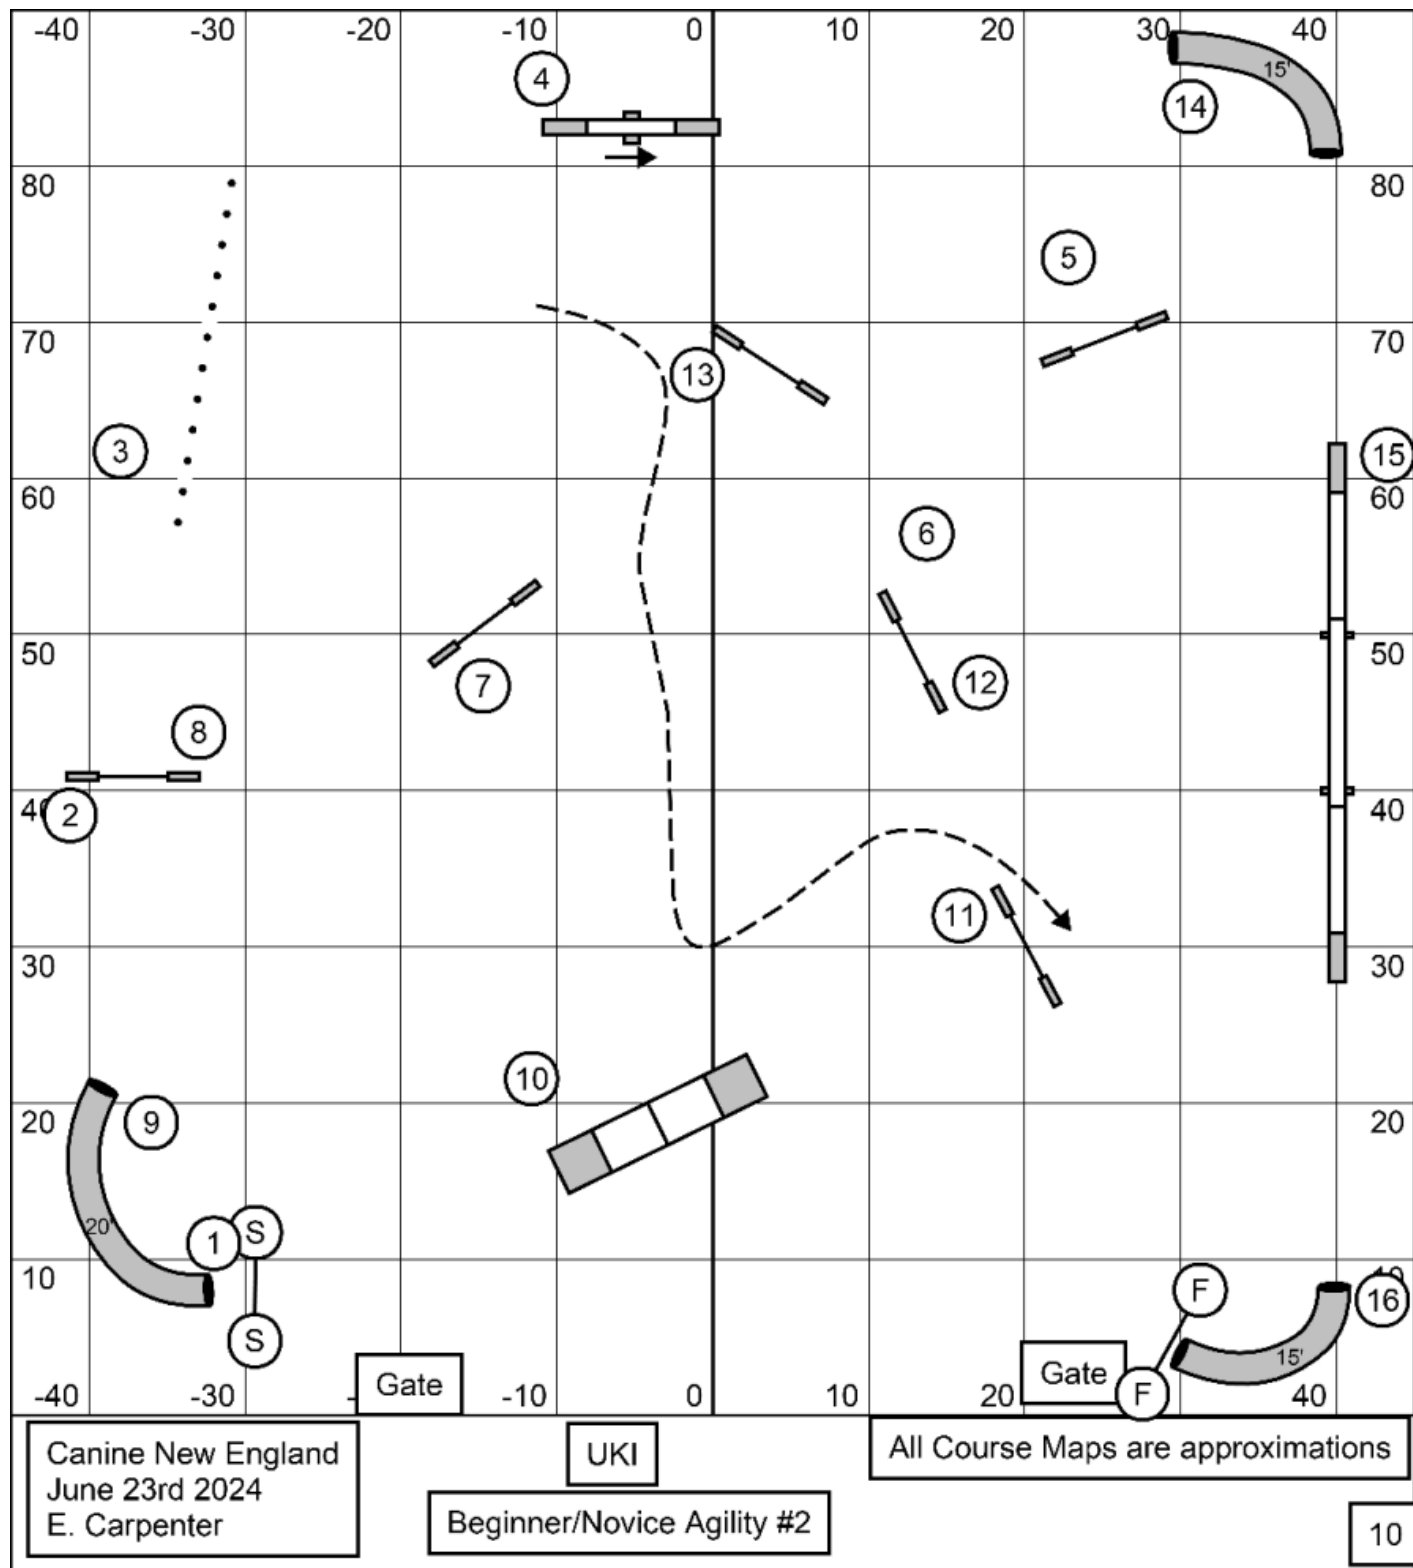 -40 -30 -20 -10 0 10 20 30 40
4
15'
14
80 80
5
70 70
13
3
15
60 60
6
50 50
7
12
8
2
40
11
30 30
10
20 20
9
20'
1 S
10
F
16
S
15'
Gate
Gate
F
-40 -30 -10 0 10 20 40
Canine New England
June 23rd 2024
E. Carpenter
UKI
Beginner/Novice Agility #2
All Course Maps are approximations
10